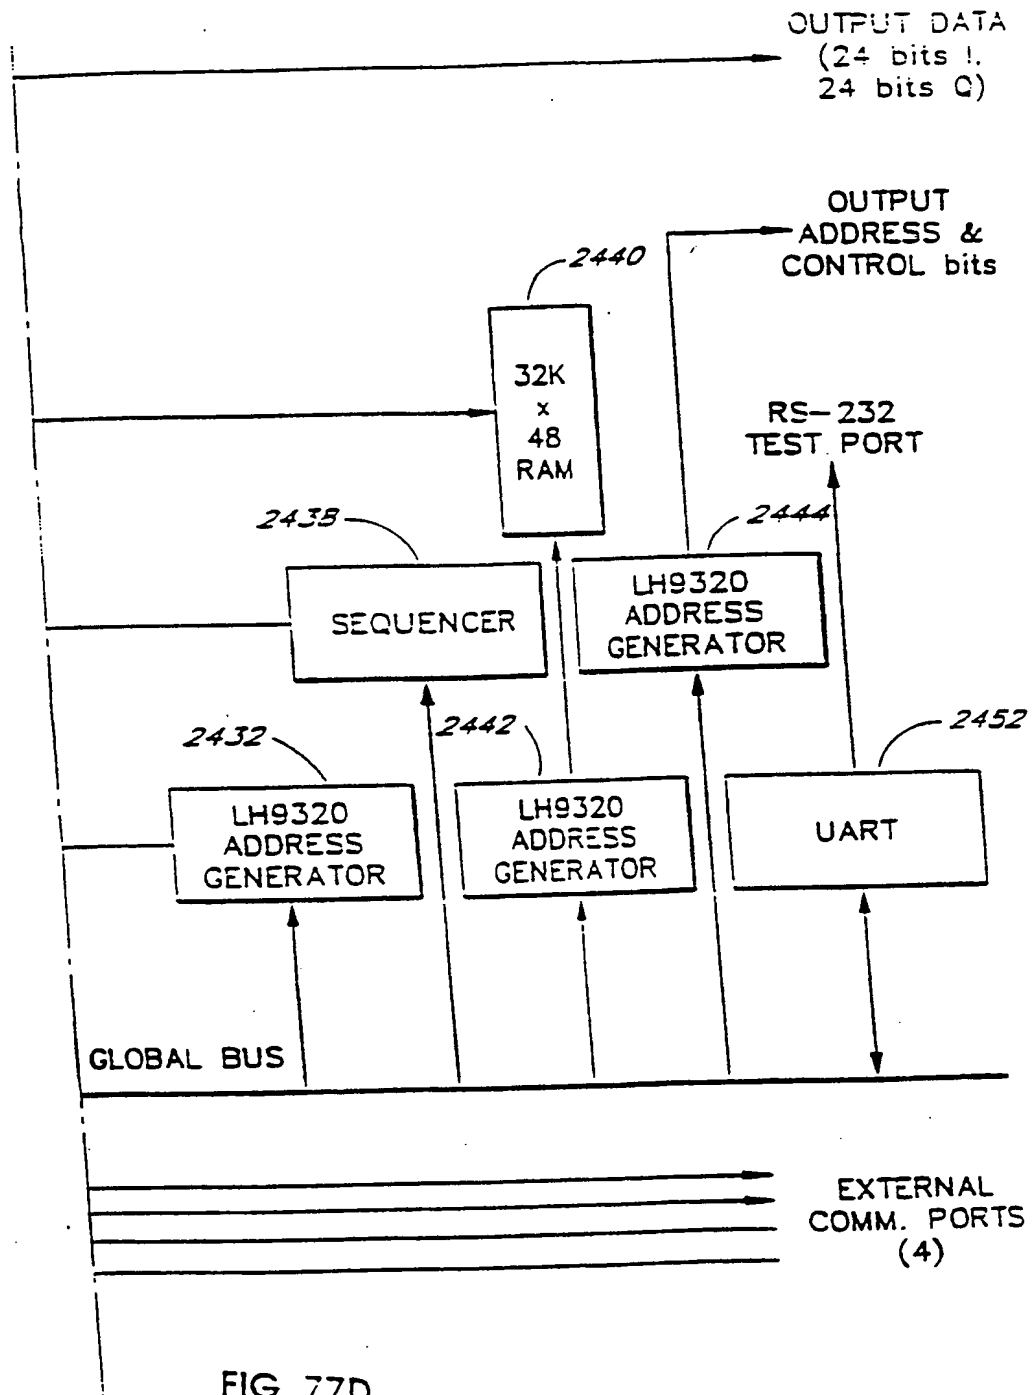 OUTPUT DATA
(24 bits I,
24 bits Q)
OUTPUT
ADDRESS &
CONTROL bits
2440
32K
x
48
RAM
RS-232
TEST PORT
2438
2444
SEQUENCER
LH9320
ADDRESS
GENERATOR
2432
2442
2452
LH9320
ADDRESS
GENERATOR
LH9320
ADDRESS
GENERATOR
UART
GLOBAL BUS
EXTERNAL
COMM. PORTS
(4)
FIG. 77D